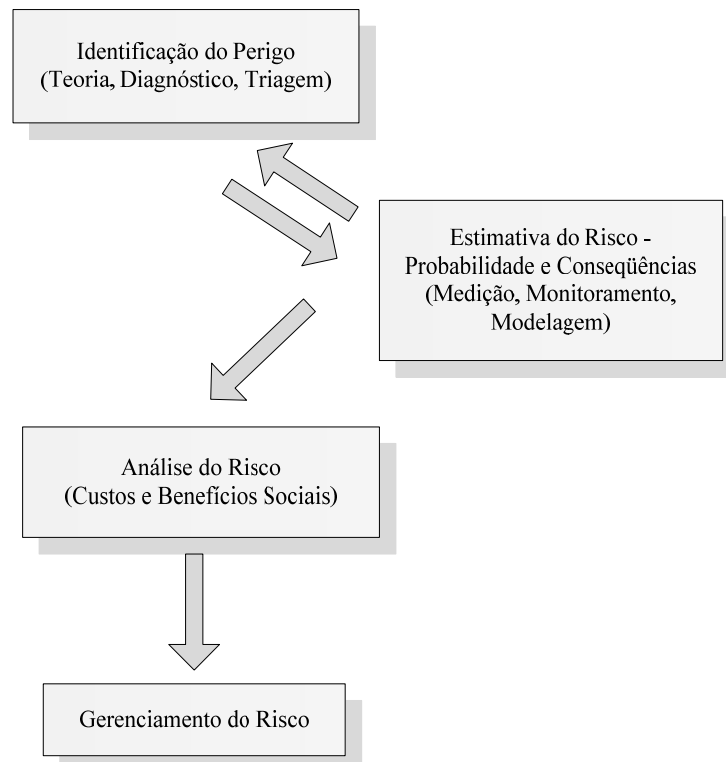 Identificação do Perigo
(Teoria, Diagnóstico, Triagem)
Estimativa do Risco -
Probabilidade e Conseqüências
(Medição, Monitoramento,
Modelagem)
Análise do Risco
(Custos e Benefícios Sociais)
Gerenciamento do Risco